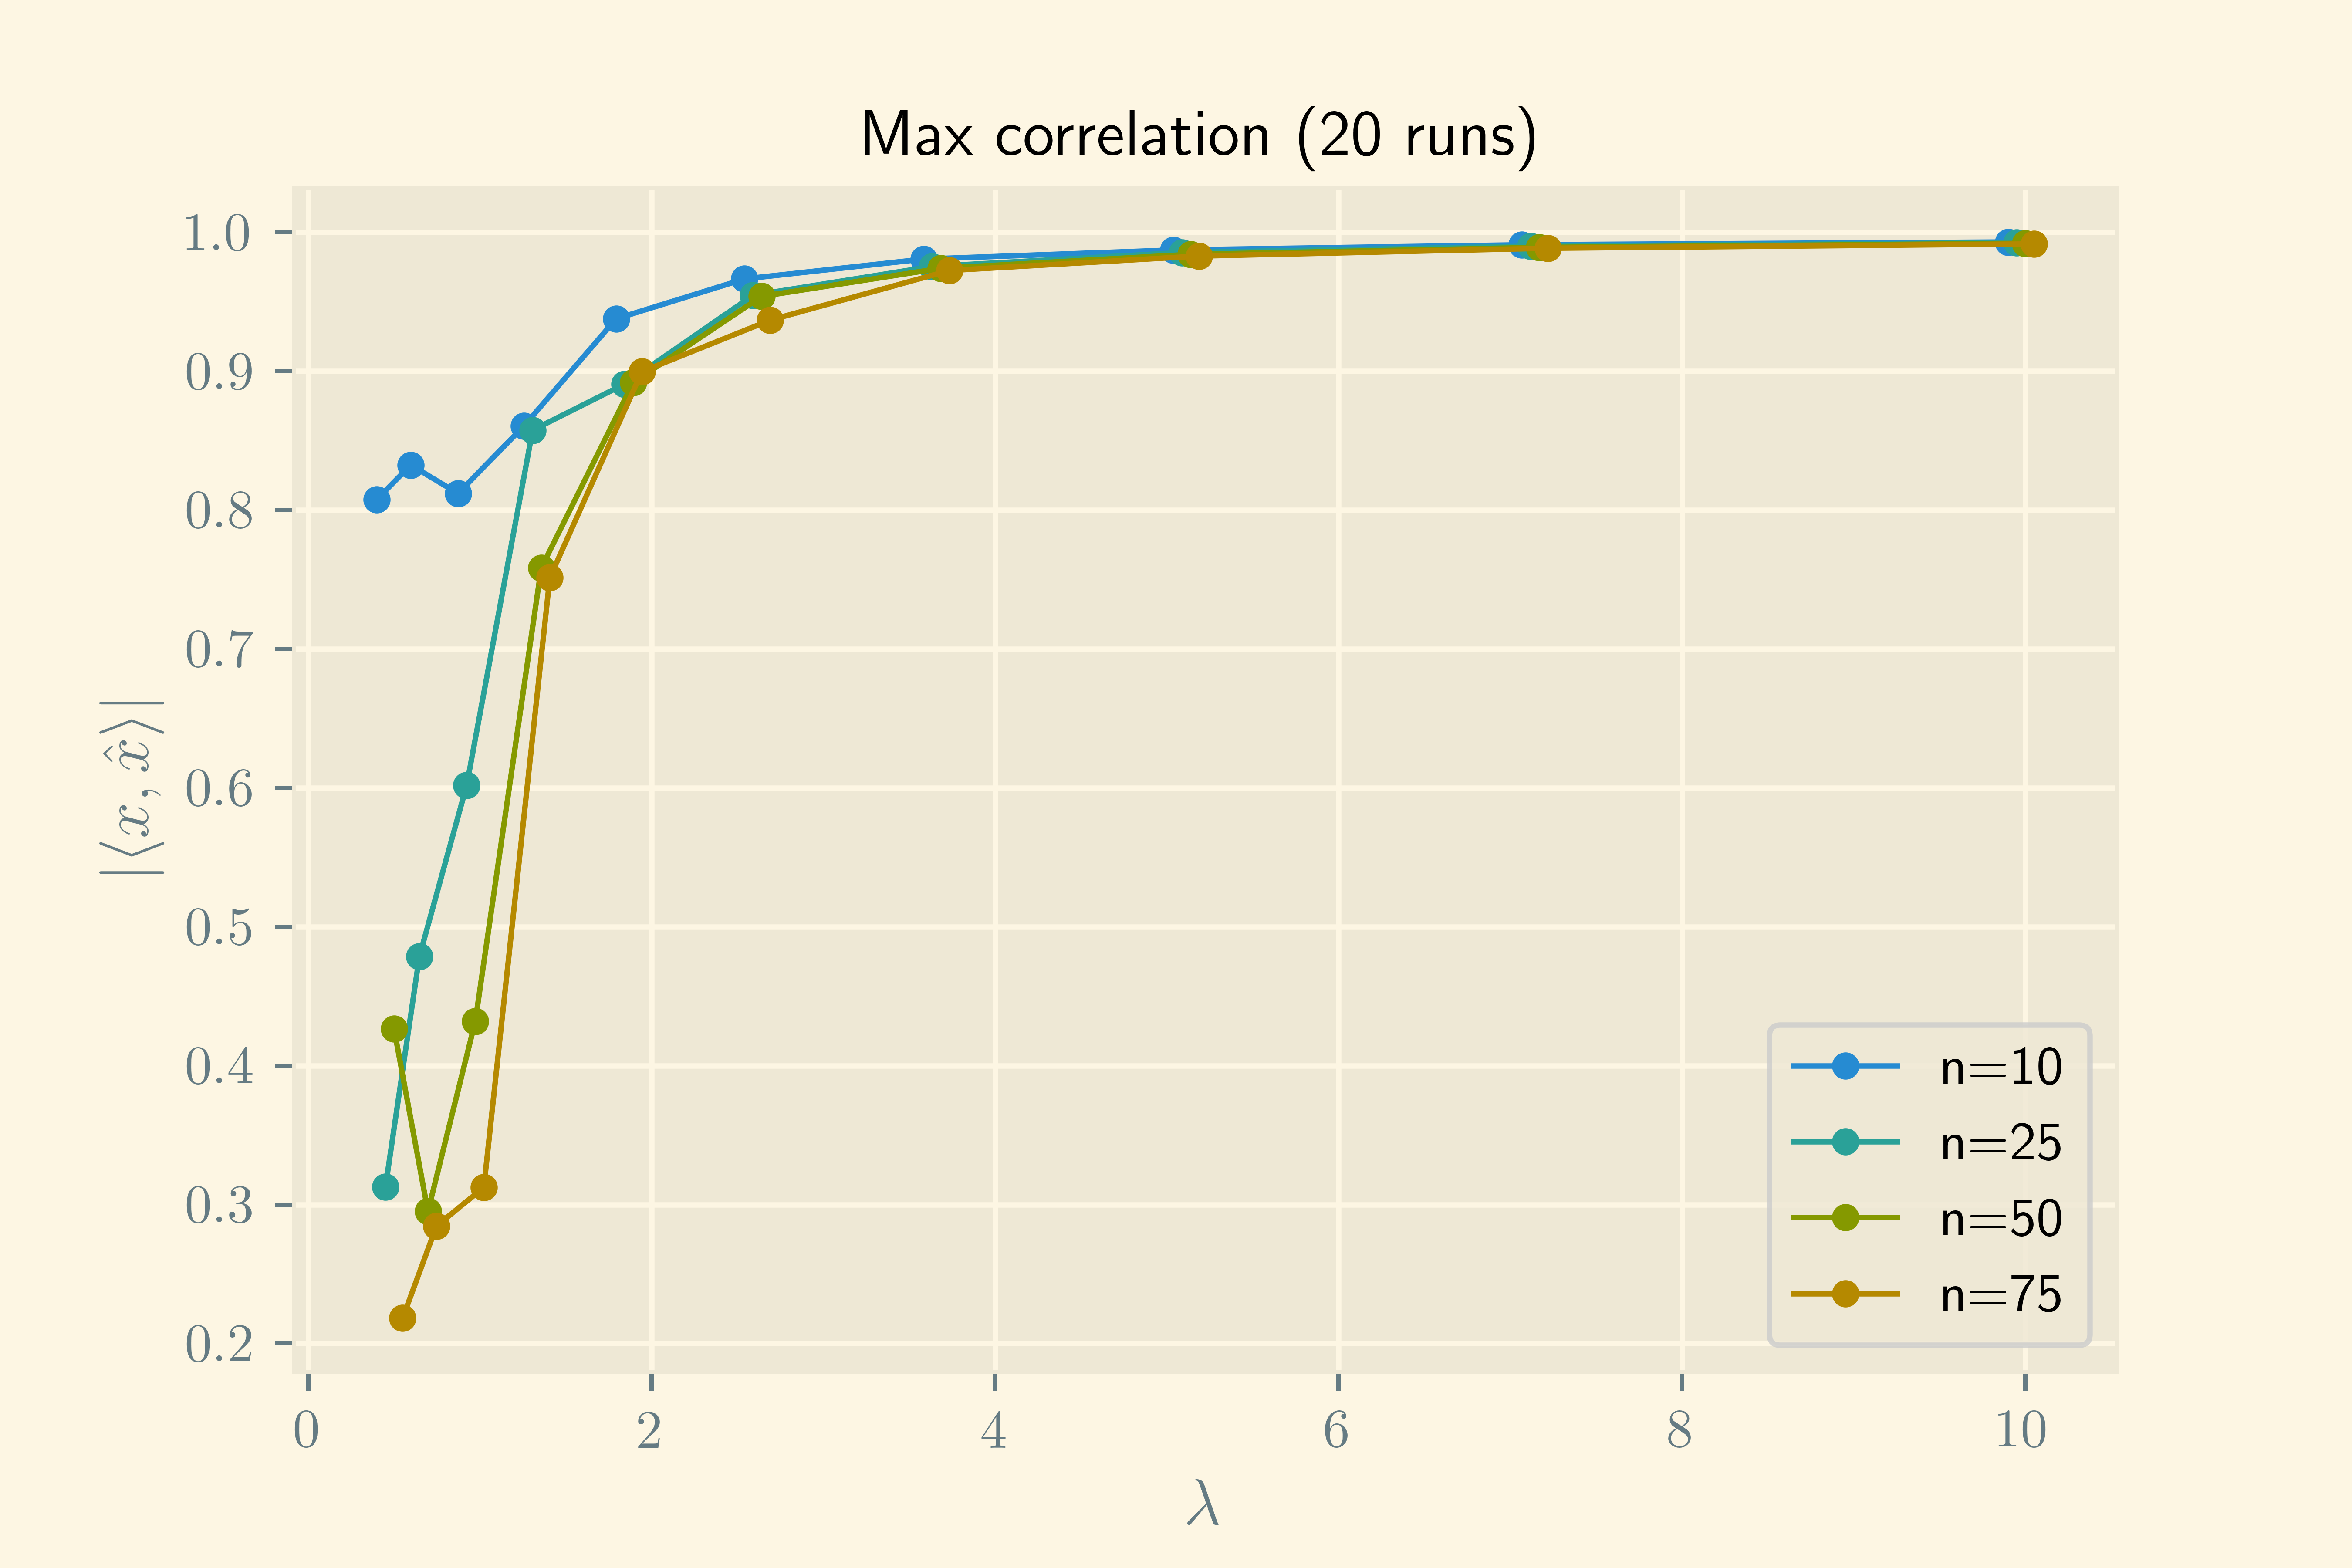 Max correlation (20 runs)
1.0
0.9
0.8
0.7
0.6
0.5
0.4
0.3
0.2
|⟨x, x̂⟩|
0 2 4 6 8 10
λ
n=10
n=25
n=50
n=75